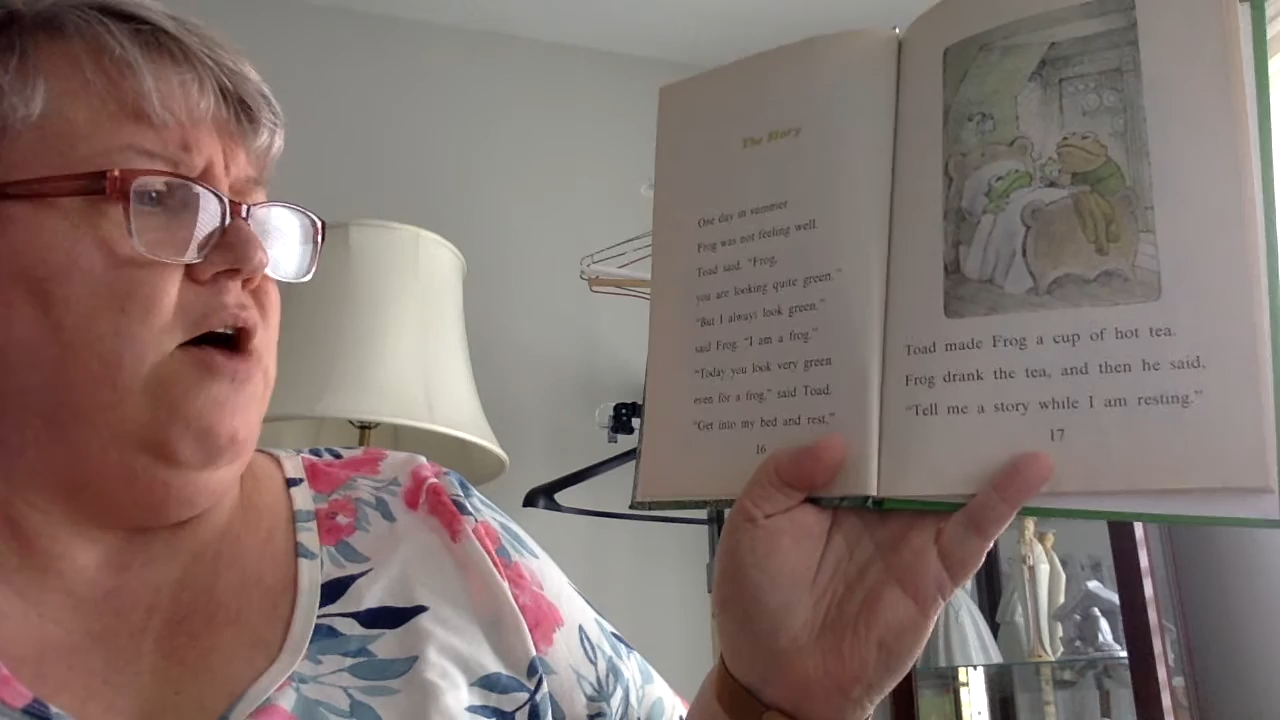 The Story
One day in summer
Frog was not feeling well.
Toad said, "Frog,
you are looking quite green."
"But I always look green,"
said Frog. "I am a frog."
"Today you look very green
even for a frog," said Toad.
"Get into my bed and rest."
16
Toad made Frog a cup of hot tea.
Frog drank the tea, and then he said,
"Tell me a story while I am resting."
17